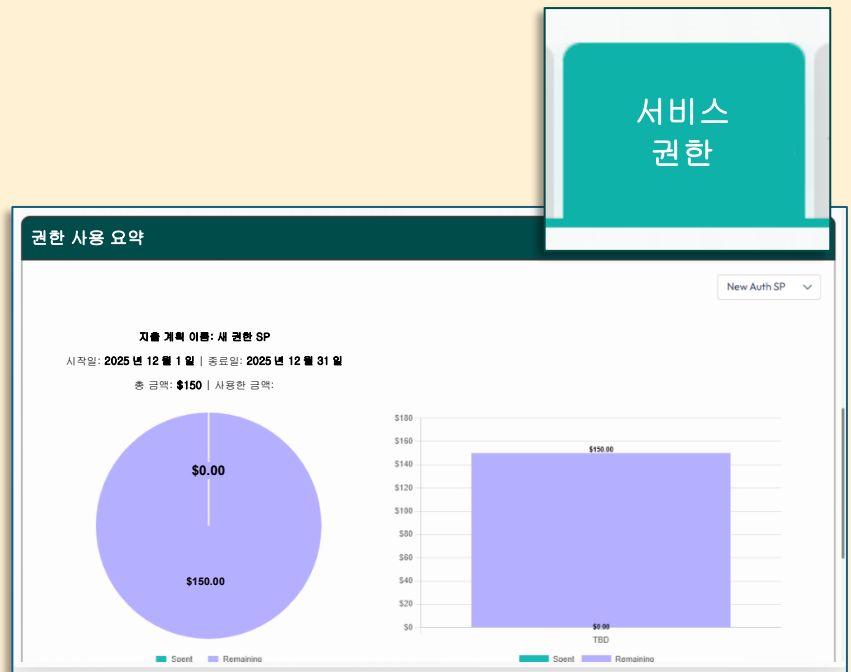 서비스
권한
권한 사용 요약
New Auth SP
지출 계획 이름: 새 권한 SP
시작일: 2025 년 12 월 1 일 | 종료일: 2025 년 12 월 31 일
총 금액: $150 | 사용한 금액:
$0.00
$150.00
Spent
Remaining
$180
$160
$140
$120
$100
$80
$60
$40
$20
$0
$150.00
$0.00
TBD
Spent
Remaining